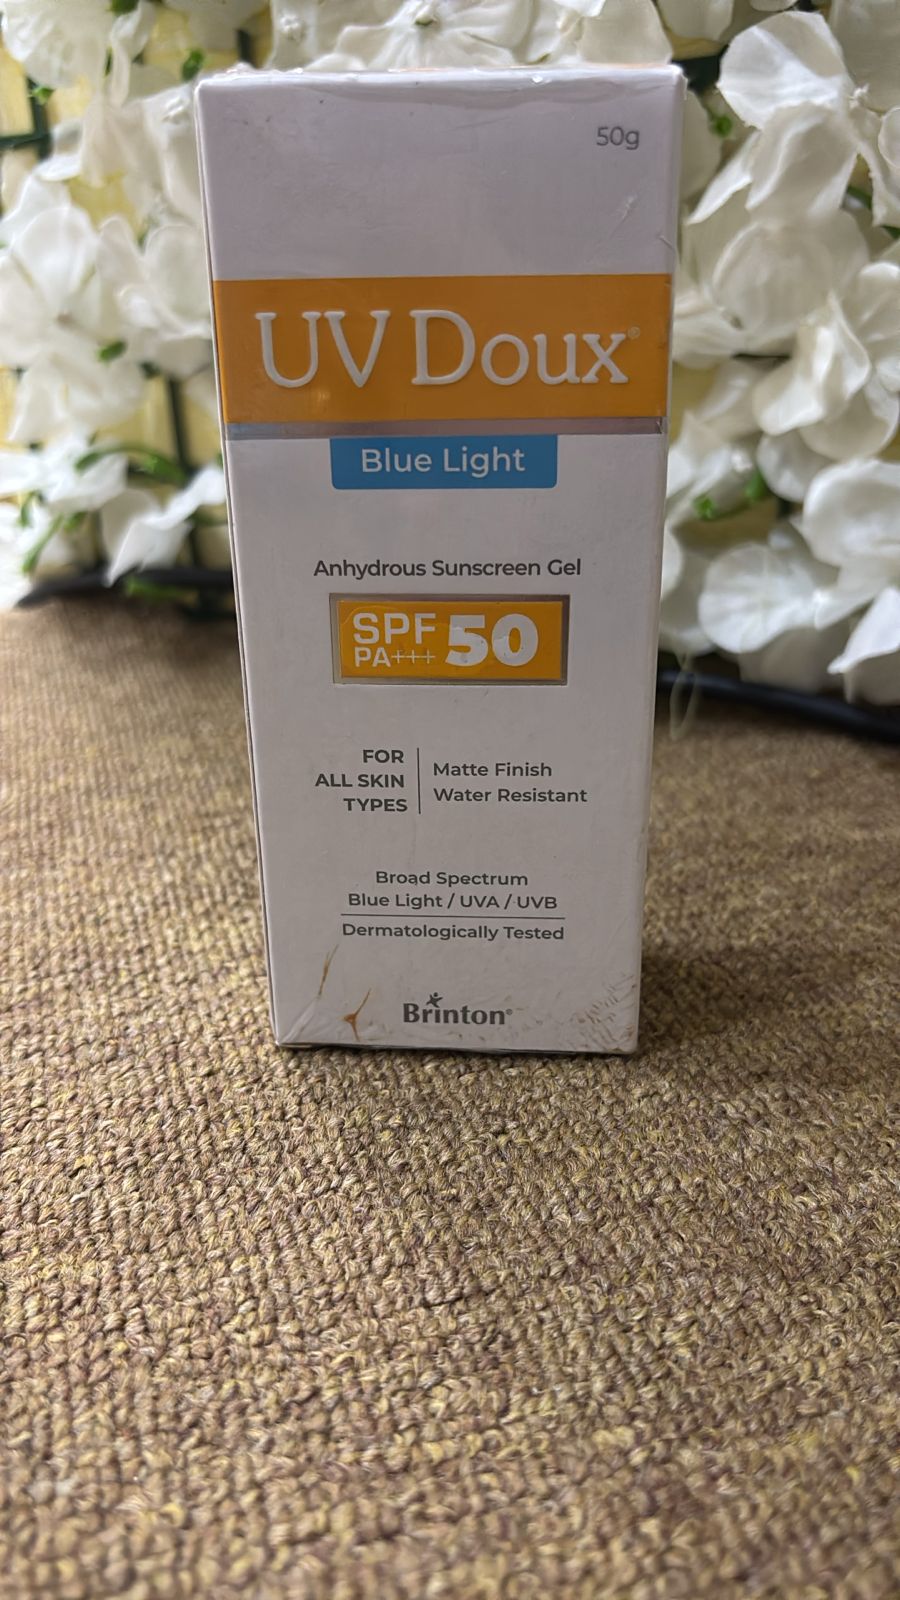 50g
UV Doux®
Blue Light
Anhydrous Sunscreen Gel
SPF 50
PA+++
FOR
ALL SKIN
TYPES
Matte Finish
Water Resistant
Broad Spectrum
Blue Light / UVA / UVB
Dermatologically Tested
Brinton®